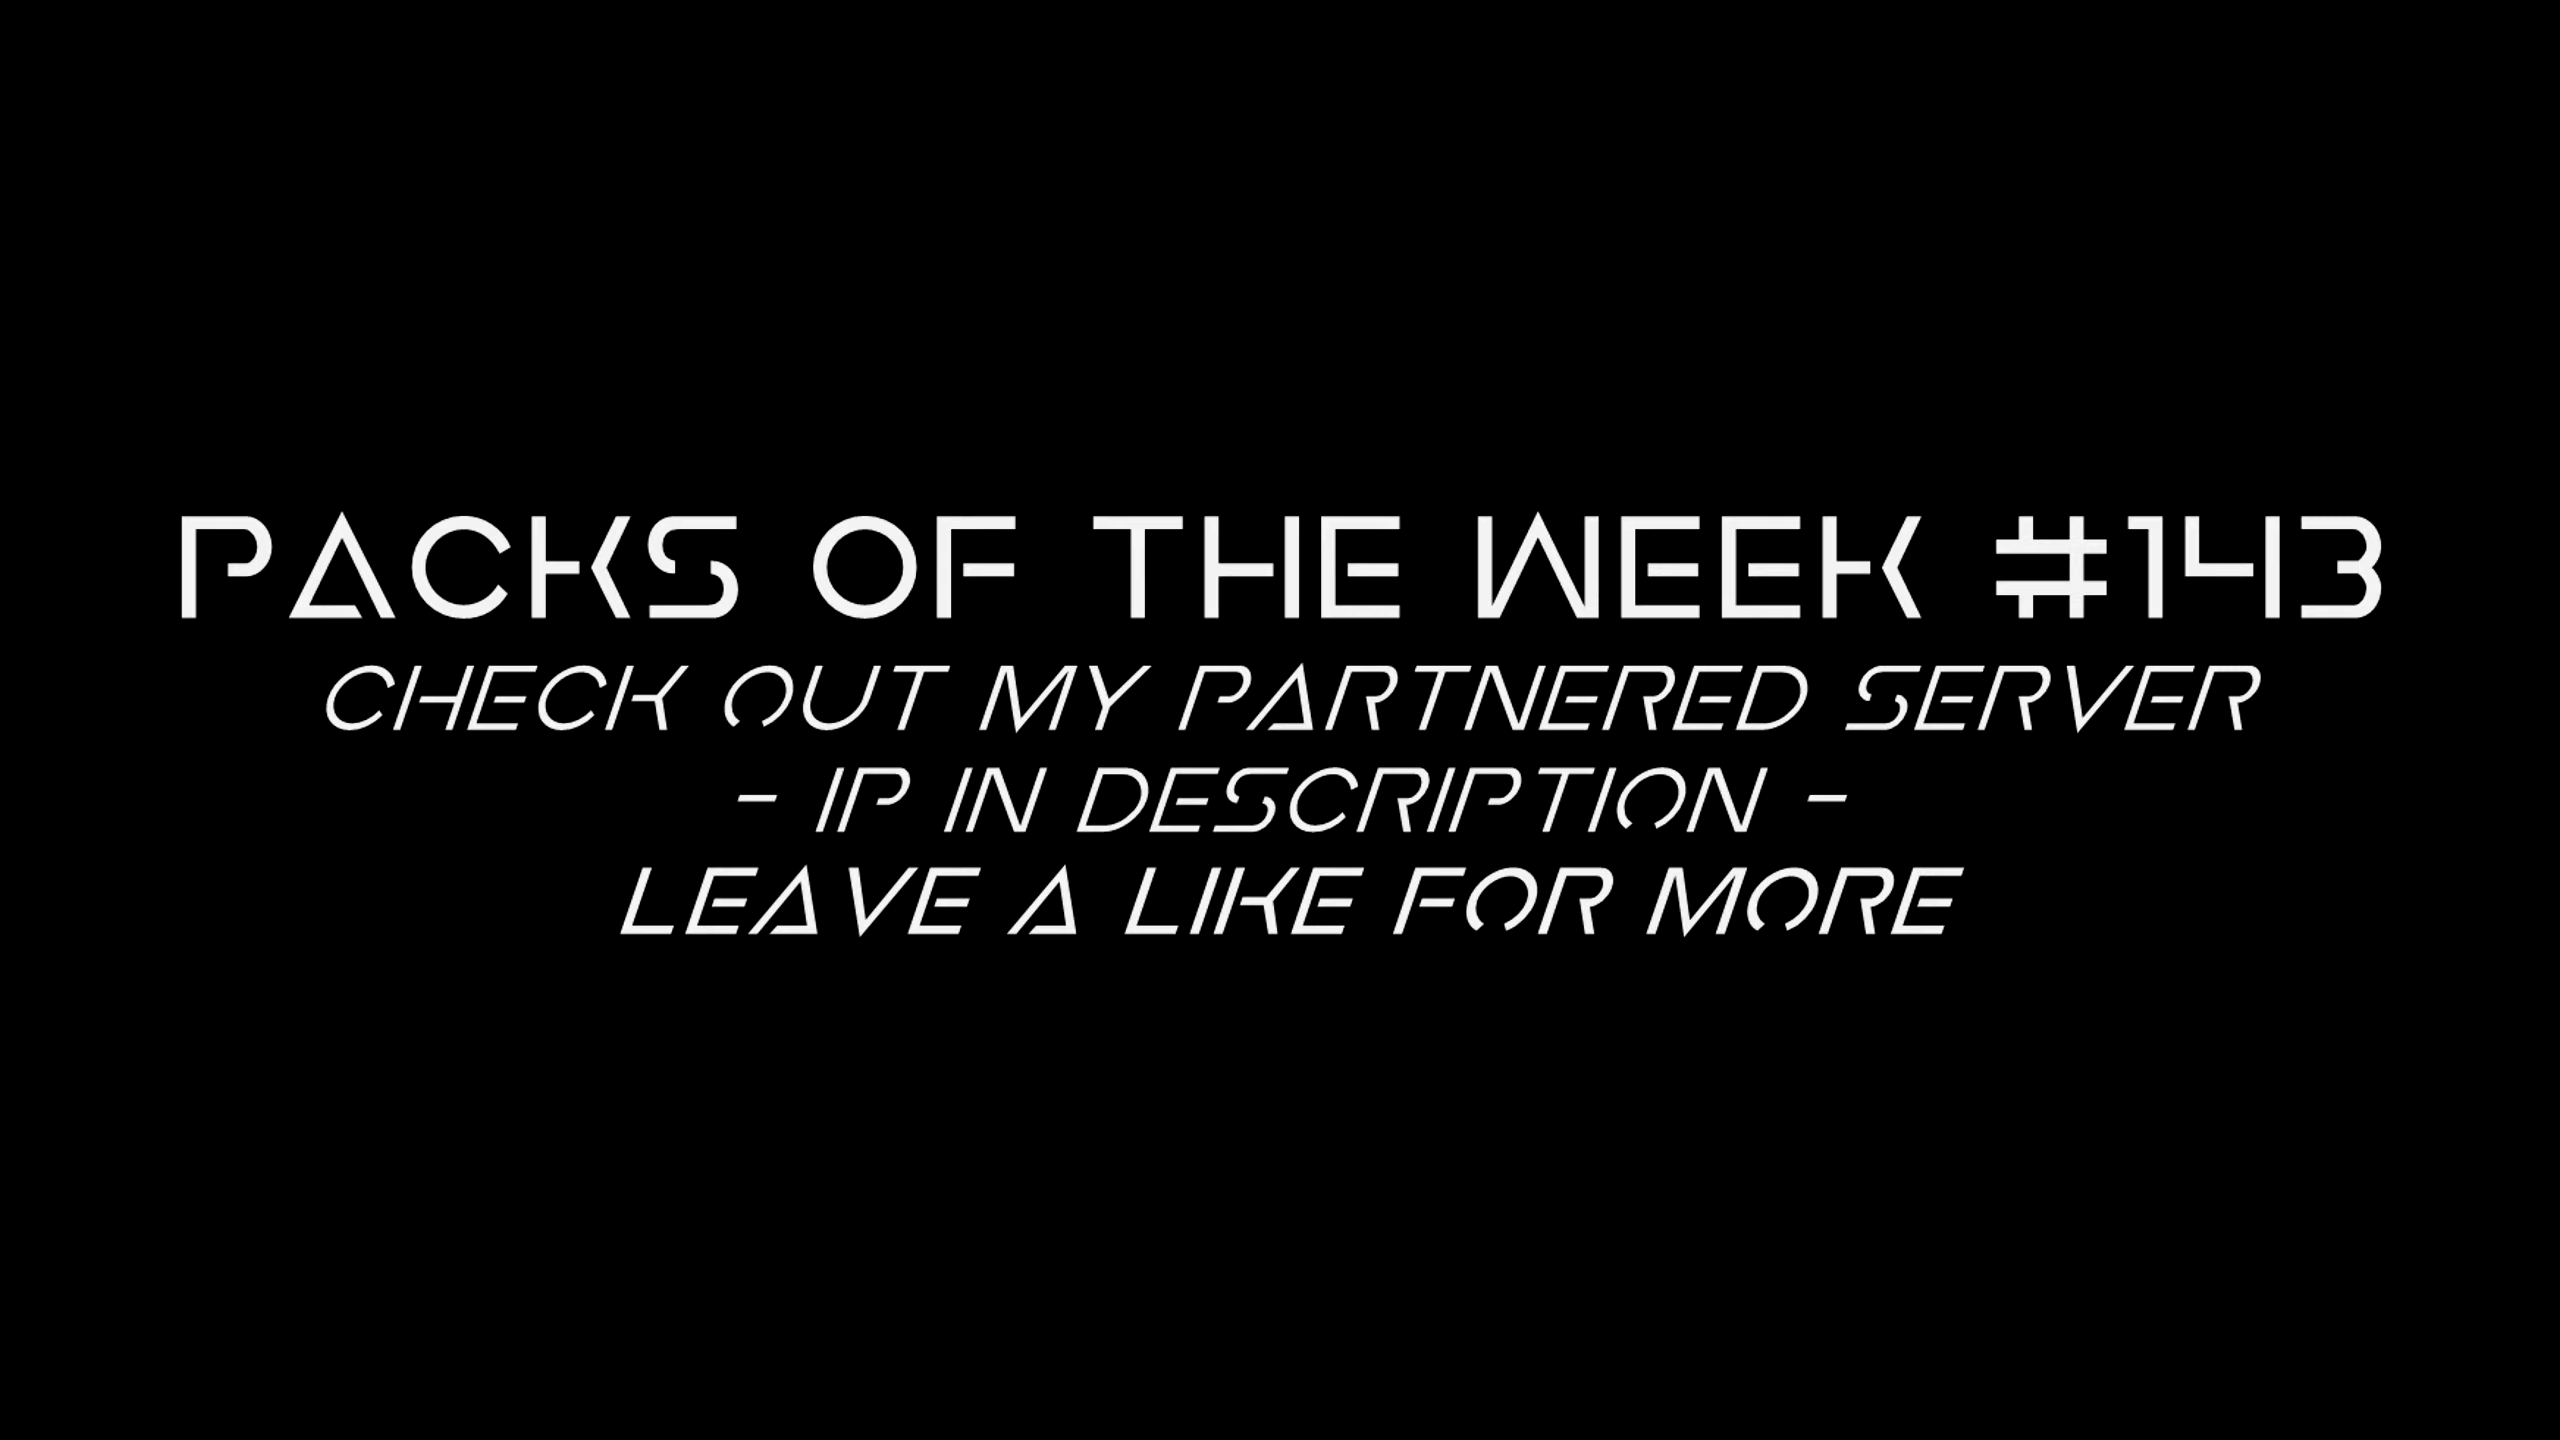 PACKS OF THE WEEK #143
CHECK OUT MY PARTNERED SERVER
- IP IN DESCRIPTION -
LEAVE A LIKE FOR MORE